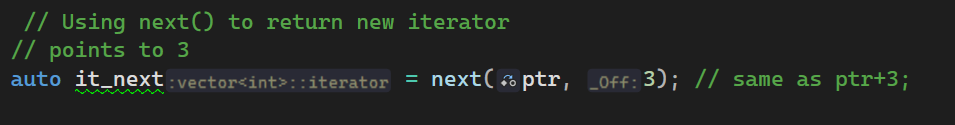 // Using next() to return new iterator
// points to 3
auto it_next:vector<int>::iterator = next(ptr, _Off:3); // same as ptr+3;